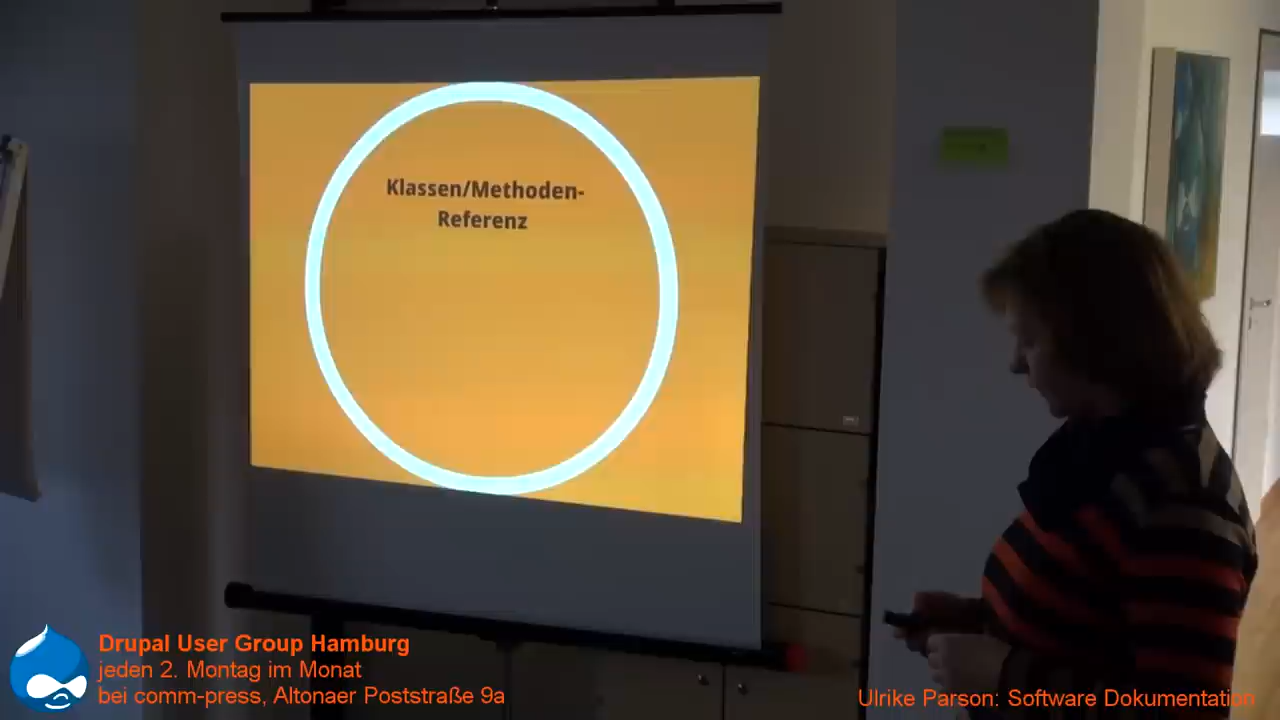 Klassen/Methoden-
Referenz
Drupal User Group Hamburg
jeden 2. Montag im Monat
bei comm-press, Altonaer Poststraße 9a
Ulrike Parson: Software Dokumentation